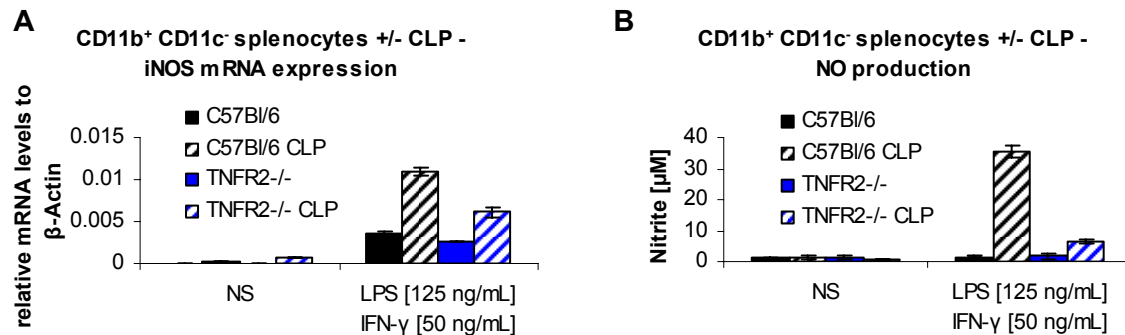 A
CD11b⁺ CD11c⁻ splenocytes +/- CLP -
iNOS mRNA expression
relative mRNA levels to
β-Actin
C57Bl/6
C57Bl/6 CLP
TNFR2-/-
TNFR2-/- CLP
0.015
0.01
0.005
0
NS
LPS [125 ng/mL]
IFN-γ [50 ng/mL]
B
CD11b⁺ CD11c⁻ splenocytes +/- CLP -
NO production
Nitrite [µM]
C57Bl/6
C57Bl/6 CLP
TNFR2-/-
TNFR2-/- CLP
40
30
20
10
0
NS
LPS [125 ng/mL]
IFN-γ [50 ng/mL]